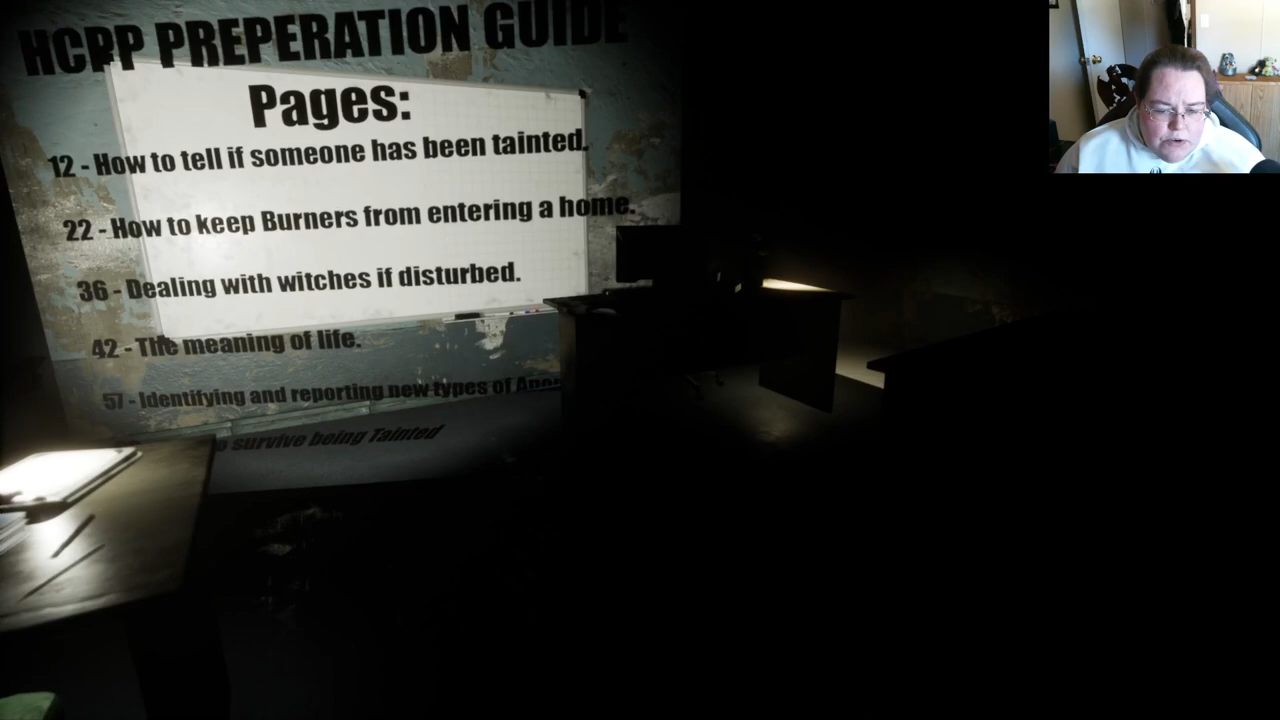 HCPP PREPERATION GUIDE
Pages:
12 - How to tell if someone has been tainted.
22 - How to keep Burners from entering a home.
36 - Dealing with witches if disturbed.
42 - The meaning of life.
57 - Identifying and reporting new types of
survive being Tainted